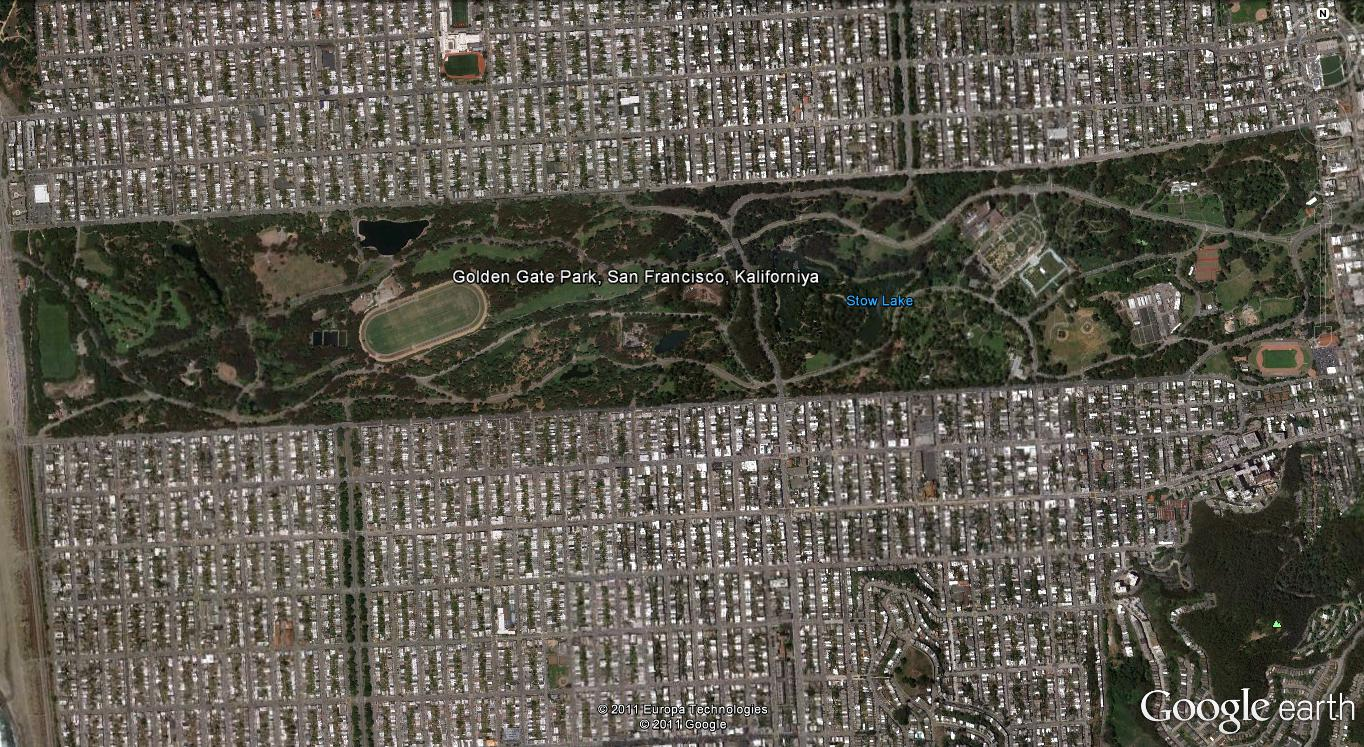 N
Golden Gate Park, San Francisco, Kaliforniya
Stow Lake
© 2011 Europa Technologies
© 2011 Google
Google earth